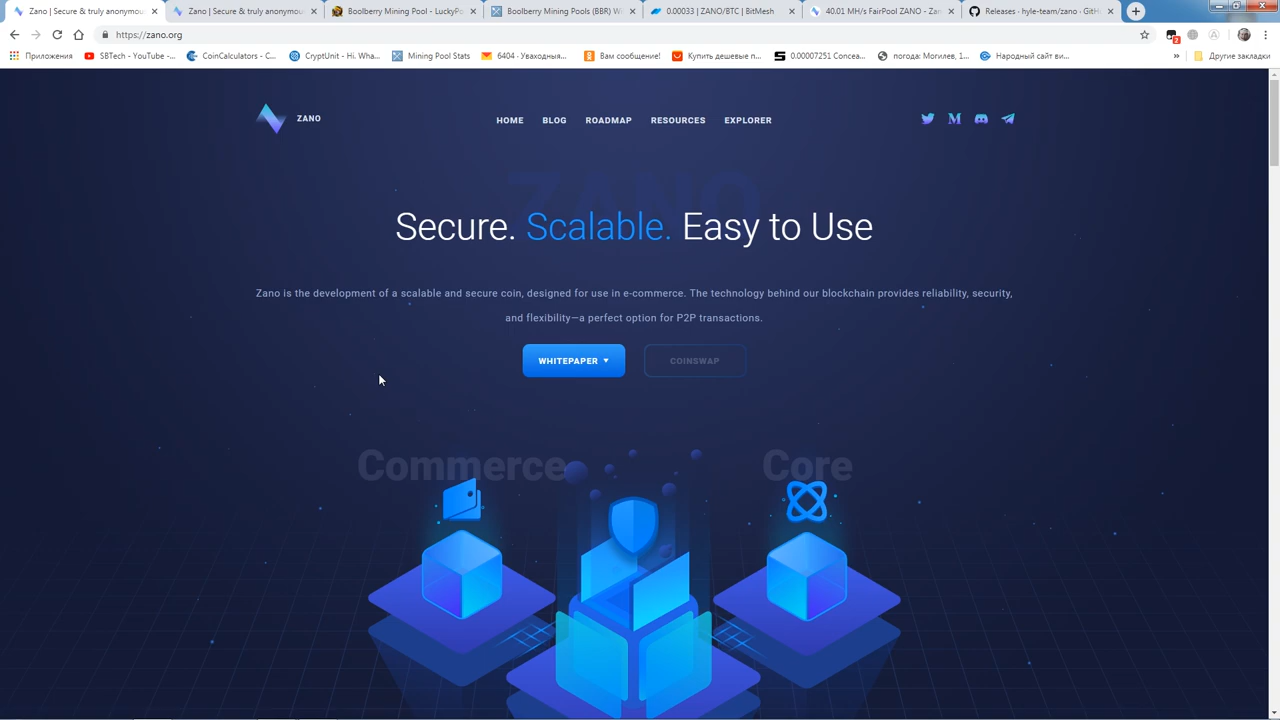 Zano | Secure & truly anonymou
Zano | Secure & truly anonymou
Boolberry Mining Pool - LuckyPo
Boolberry Mining Pools (BBR) W
0.00033 | ZANO/BTC | BitMesh
40.01 MH/s FairPool ZANO - Zan
Releases · hyle-team/zano · GitH
https://zano.org
2
Приложения
SBTech - YouTube -...
CoinCalculators - C...
CryptUnit - Hi. Wha...
Mining Pool Stats
6404 - Уваходныя...
Вам сообщение!
Купить дешевые п...
0.00007251 Concea...
погода: Могилев, 1...
Народный сайт ви...
»
Другие закладки
ZANO
HOME
BLOG
ROADMAP
RESOURCES
EXPLORER
ZANO
Secure. Scalable. Easy to Use
Zano is the development of a scalable and secure coin, designed for use in e-commerce. The technology behind our blockchain provides reliability, security,
and flexibility—a perfect option for P2P transactions.
WHITEPAPER
COINSWAP
Commerce
Core